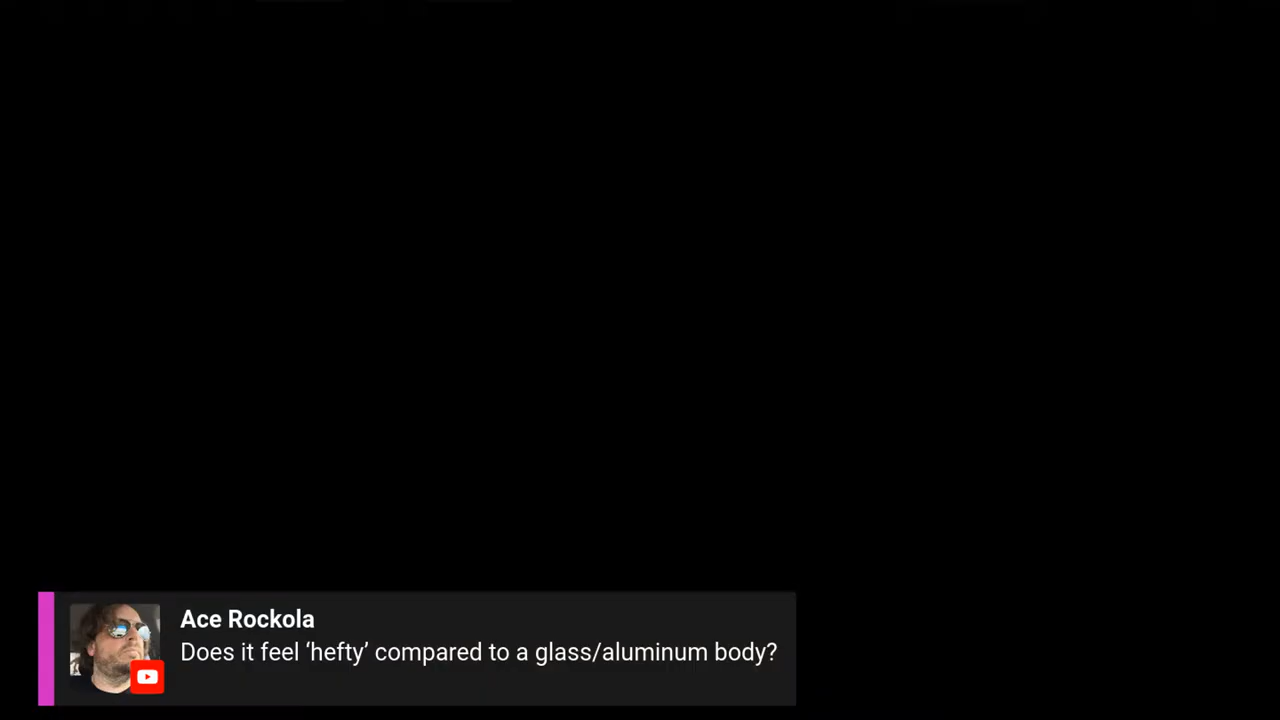 Ace Rockola
Does it feel ‘hefty’ compared to a glass/aluminum body?